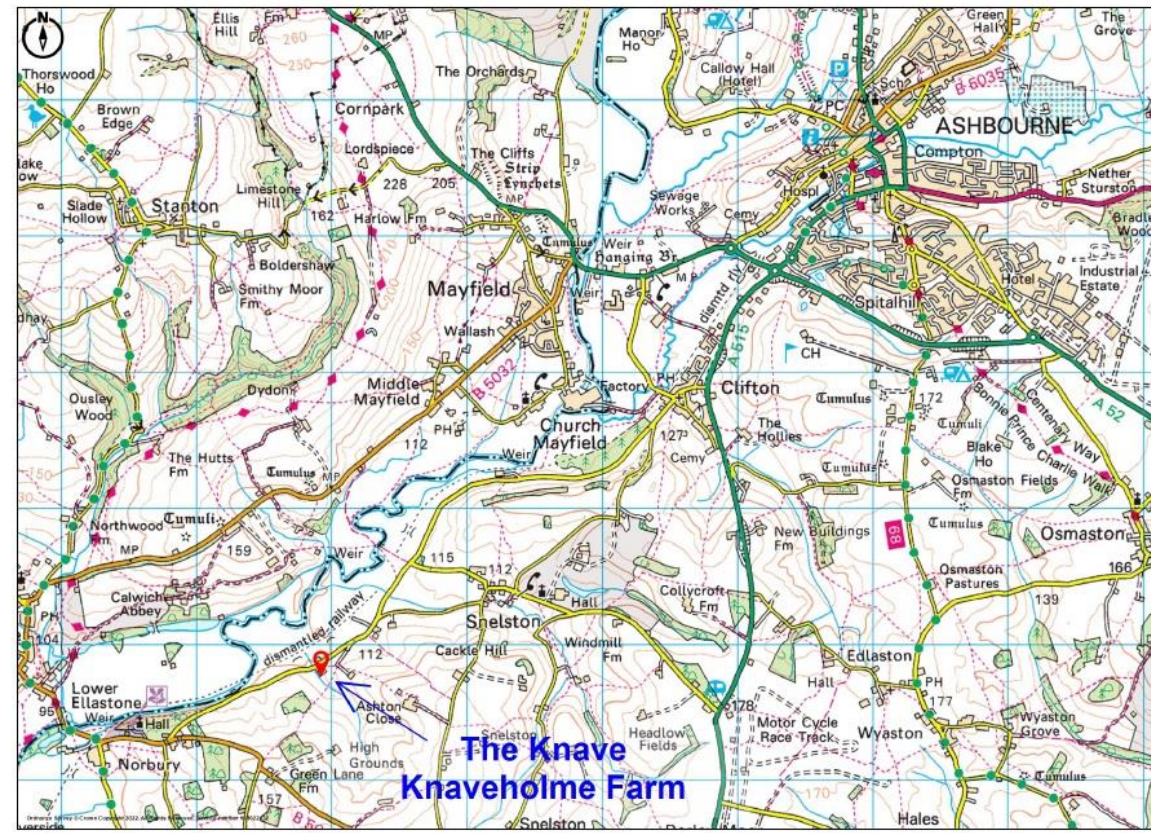 Ellis
Hill
260
250
MP
Manor
Ho
Green
Hall
The
Grove
Thorswood
Ho
The Orchards
Callow Hall
(Hotel)
P
Sch
B 5035
Brown
Edge
Cornpark
PC
ASHBOURNE
Lordspiece
The Cliffs
Strip
Lynchets
Compton
Limestone
Hill
228
205
MP
Sewage
Works
Hospl
Nether
Sturston
Slade
Hollow
Stanton
162
Harlow Fm
Cemy
Bradley
Wood
Boldershaw
Tumulus
Weir
Hanging Br.
MP
Smithy Moor
Fm
200
Mayfield
Weir
dismtd rly
Spitalhill
Hotel
Industrial
Estate
Wallash
150
A 515
CH
Ousley
Wood
Dydon
Middle
Mayfield
B 5032
Factory
PH
Clifton
172
Tumulus
Tumuli
Centenary Way
Bonnie Prince Charlie Walk
A 52
The Hutts
Fm
PH
112
Church
Mayfield
127
The
Hollies
Blake
Ho
Tumulus
MP
Weir
Cemy
Tumulus
Osmaston Fields
Fm
Northwood
Fm
Tumuli
MP
159
Weir
115
New Buildings
Fm
68
Tumulus
Osmaston
Calwich
Abbey
112
Osmaston
Pastures
166
PH
104
dismantled railway
Snelston
Hall
Collycroft
Fm
139
Cackle Hill
Windmill
Fm
Edlaston
112
Lower
Ellastone
95
Weir
Hall
Ashton
Close
Hall
PH
177
178
Motor Cycle
Race Track
Wyaston
Wyaston
Grove
Norbury
High
Grounds
Snelston
Headlow
Fields
The Knave
Knaveholme Farm
Green Lane
Fm
157
Tumulus
170
Snelston
Hales